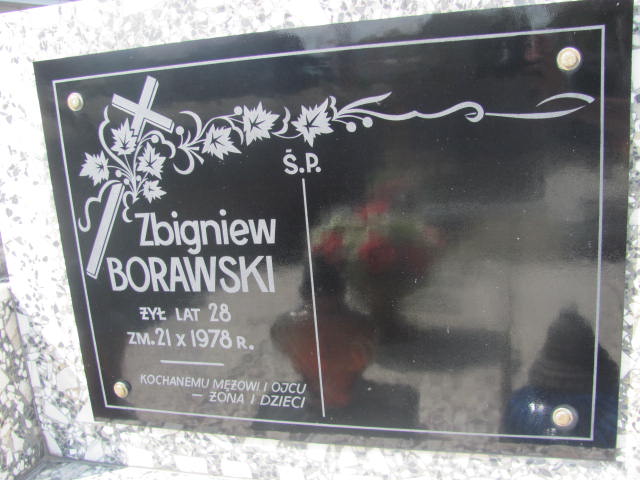 Ś.P.
Zbigniew
BORAWSKI
ŻYŁ LAT 28
ZM. 21 X 1978 R.
KOCHANEMU MĘŻOWI I OJCU
— ŻONA I DZIECI